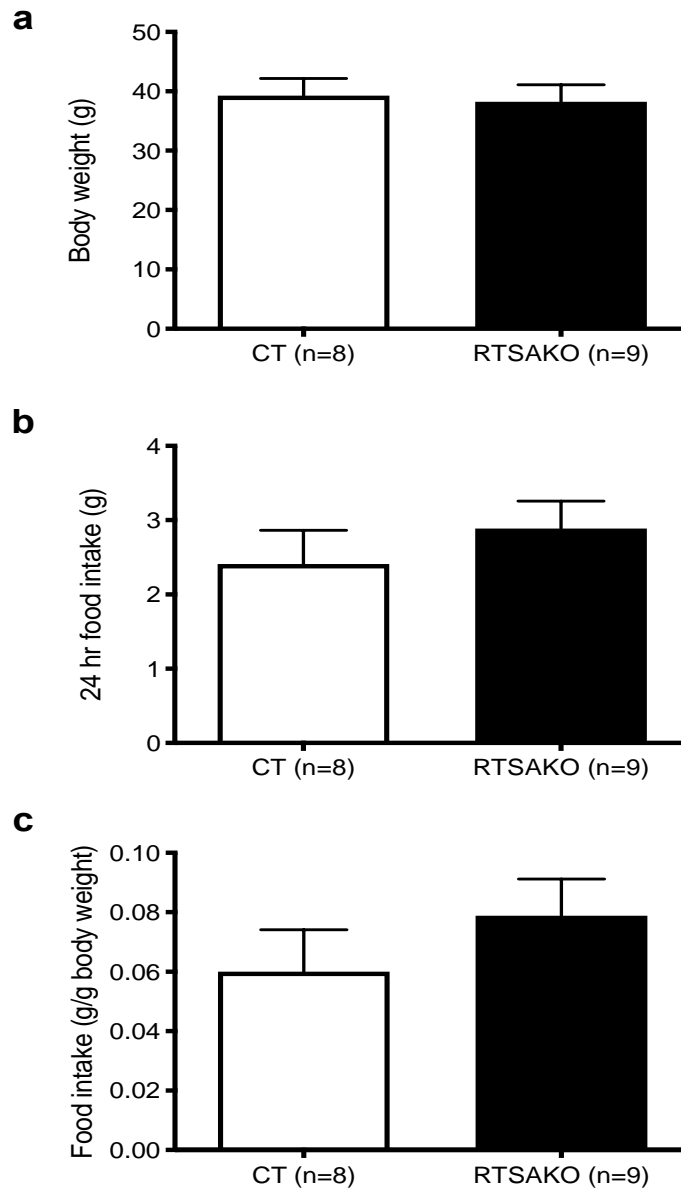 a
Body weight (g)
50
40
30
20
10
0
CT (n=8)
RTSAKO (n=9)
b
24 hr food intake (g)
4
3
2
1
0
CT (n=8)
RTSAKO (n=9)
c
Food intake (g/g body weight)
0.10
0.08
0.06
0.04
0.02
0.00
CT (n=8)
RTSAKO (n=9)